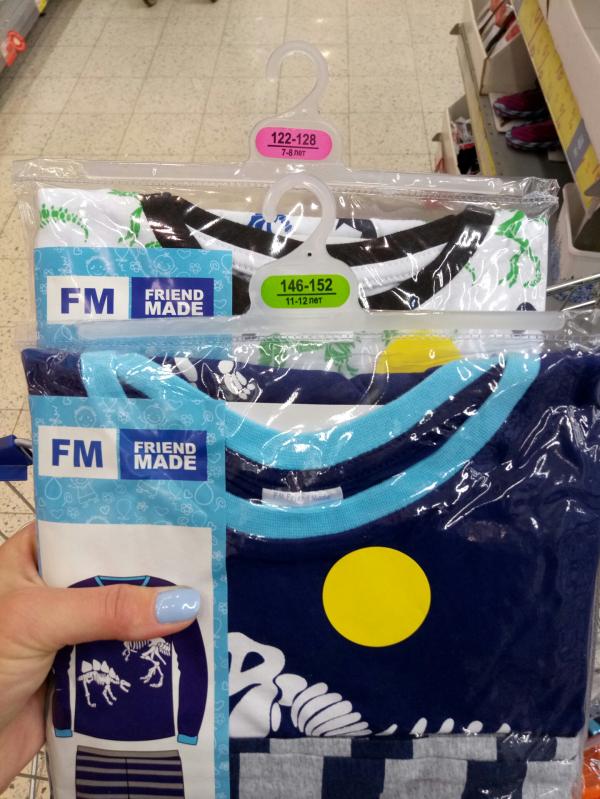 122-128
7-8 лет
FM FRIEND
MADE
146-152
11-12 лет
FM FRIEND
MADE